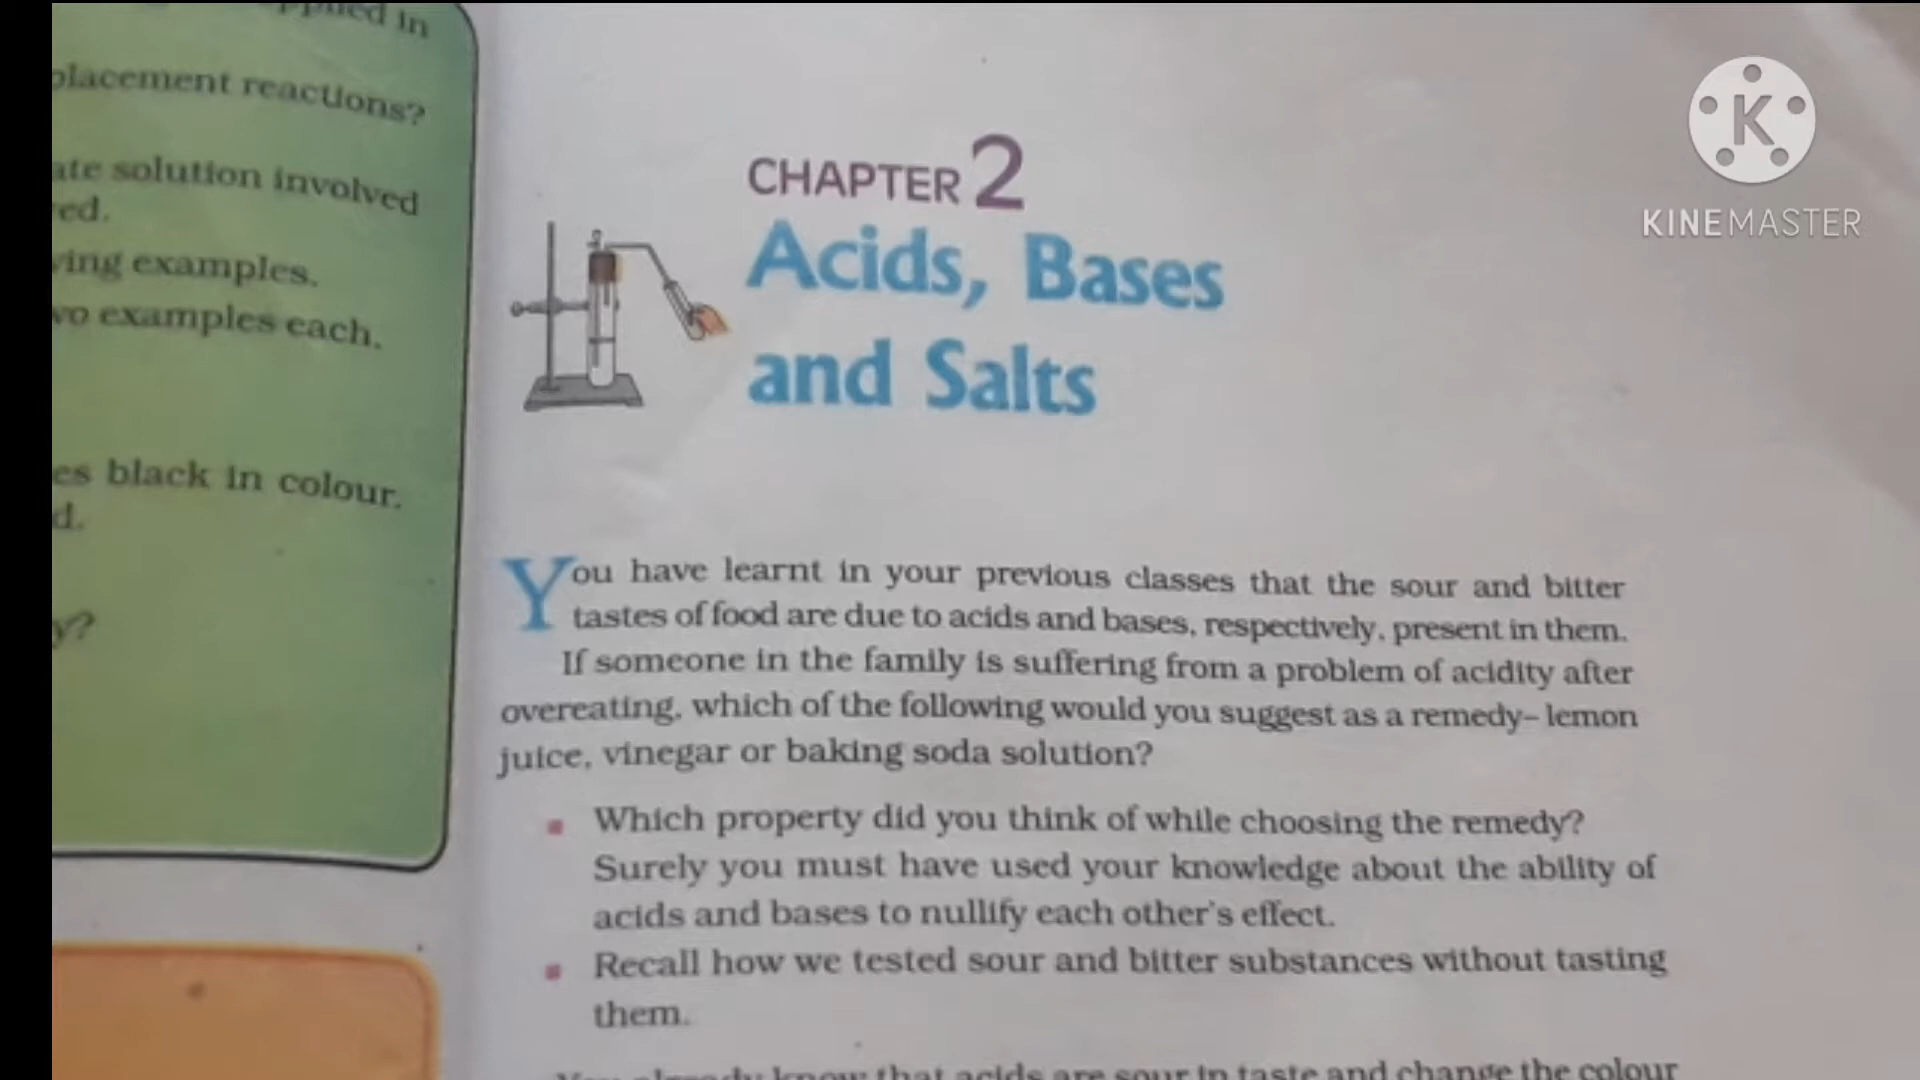 in
reactions?
solution involved
examples.
examples each.
black in colour.
CHAPTER 2
Acids, Bases
and Salts
You have learnt in your previous classes that the sour and bitter
tastes of food are due to acids and bases, respectively, present in them.
If someone in the family is suffering from a problem of acidity after
overeating, which of the following would you suggest as a remedy– lemon
juice, vinegar or baking soda solution?
Which property did you think of while choosing the remedy?
Surely you must have used your knowledge about the ability of
acids and bases to nullify each other's effect.
Recall how we tested sour and bitter substances without tasting
them.
You already know that acids are sour in taste and change the colour
K
KINEMASTER